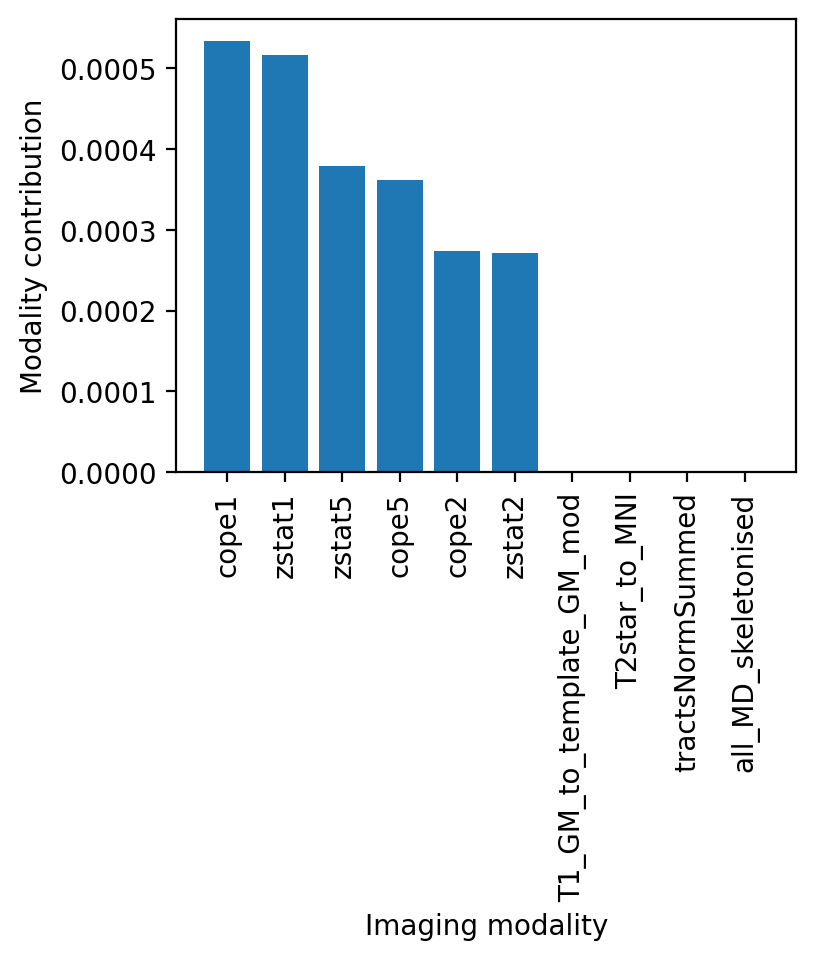 Modality contribution
0.0005
0.0004
0.0003
0.0002
0.0001
0.0000
cope1
zstat1
zstat5
cope5
cope2
zstat2
T1_GM_to_template_GM_mod
T2star_to_MNI
tractsNormSummed
all_MD_skeletonised
Imaging modality